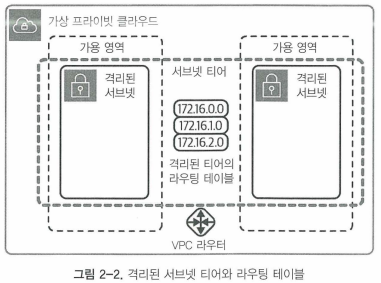 가상 프라이빗 클라우드
가용 영역
가용 영역
격리된
서브넷
서브넷 티어
격리된
서브넷
172.16.0.0
172.16.1.0
172.16.2.0
격리된 티어의
라우팅 테이블
VPC 라우터
그림 2-2. 격리된 서브넷 티어와 라우팅 테이블